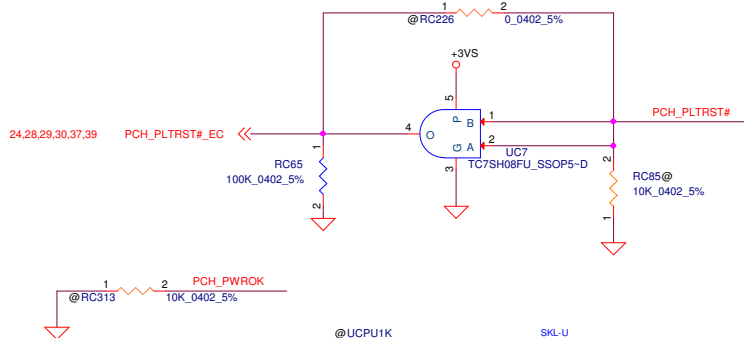 1 2
@RC226 0_0402_5%
+3VS
5
P
4 O B 1 PCH_PLTRST#
24,28,29,30,37,39 PCH_PLTRST#_EC
G A 2
UC7
TC7SH08FU_SSOP5~D
1 3 2
RC65 RC85@
100K_0402_5% 10K_0402_5%
2 1
1 2 PCH_PWROK
@RC313 10K_0402_5%
@UCPU1K SKL-U